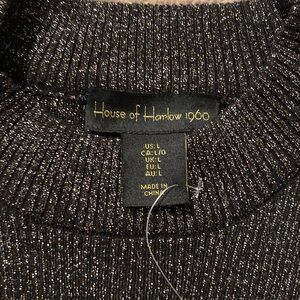 House of Harlow 1960
US:L
CA:L/G
UK:L
EU:L
AU:L
MADE IN
CHINA